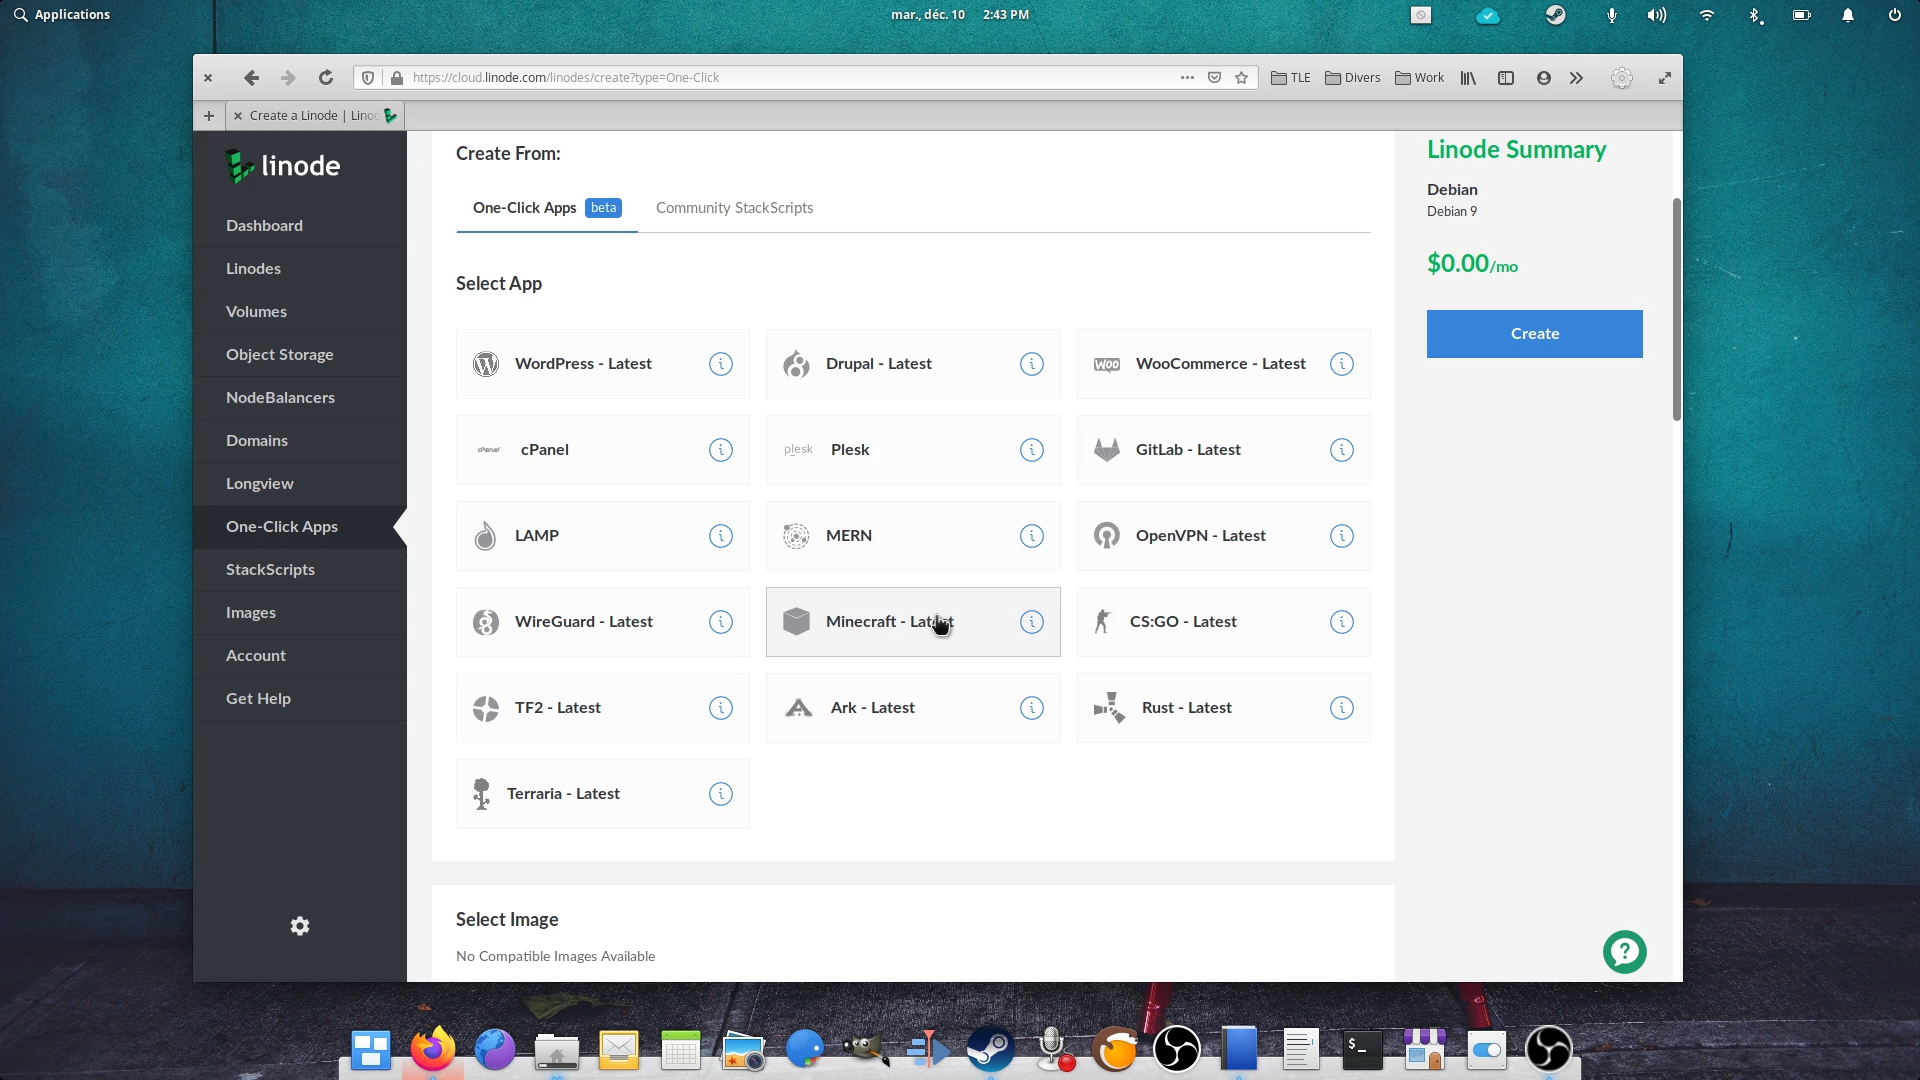 Applications
mar., déc. 10 2:43 PM
https://cloud.linode.com/linodes/create?type=One-Click
TLE
Divers
Work
Create a Linode | Linod
linode
Dashboard
Linodes
Volumes
Object Storage
NodeBalancers
Domains
Longview
One-Click Apps
StackScripts
Images
Account
Get Help
Create From:
One-Click Apps beta
Community StackScripts
Select App
WordPress - Latest
Drupal - Latest
WOO WooCommerce - Latest
cPanel cPanel
plesk Plesk
GitLab - Latest
LAMP
MERN
OpenVPN - Latest
WireGuard - Latest
Minecraft - Latest
CS:GO - Latest
TF2 - Latest
Ark - Latest
Rust - Latest
Terraria - Latest
Select Image
No Compatible Images Available
Linode Summary
Debian
Debian 9
$0.00/mo
Create
?
$_